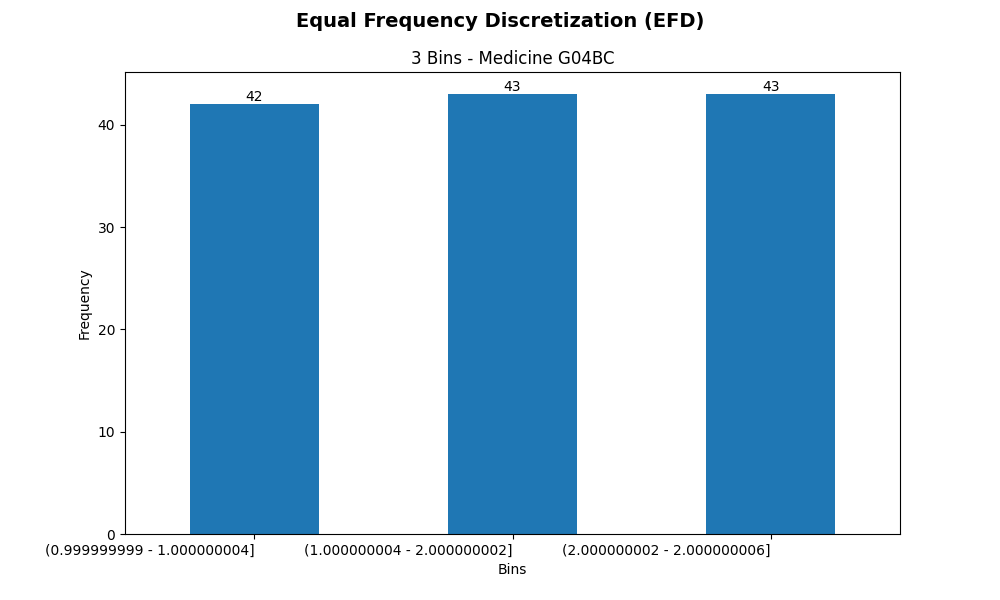 Equal Frequency Discretization (EFD)
3 Bins - Medicine G04BC
42
43
43
40
30
20
10
0
Frequency
(0.999999999 - 1.000000004]
(1.000000004 - 2.000000002]
(2.000000002 - 2.000000006]
Bins